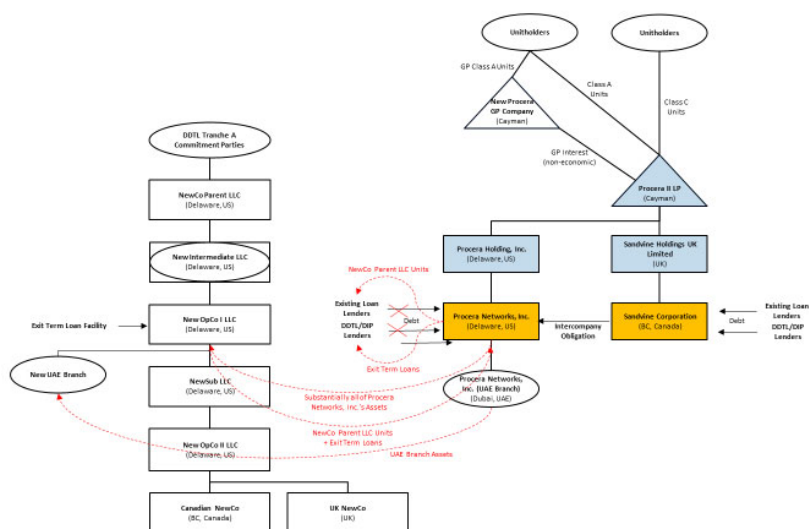 Unitholders
Unitholders
GP Class A Units
Class A
Units
Class C
Units
New Procera
GP Company
(Cayman)
GP Interest
(non-economic)
Procera II LP
(Cayman)
DDTL Tranche A
Commitment Parties
NewCo Parent LLC
(Delaware, US)
New Intermediate LLC
(Delaware, US)
Procera Holding, Inc.
(Delaware, US)
Sandvine Holdings UK
Limited
(UK)
NewCo Parent LLC Units
Exit Term Loan Facility
New OpCo I LLC
(Delaware, US)
Existing Loan
Lenders
Debt
DDTL/DIP
Lenders
Procera Networks, Inc.
(Delaware, US)
Intercompany
Obligation
Sandvine Corporation
(BC, Canada)
Existing Loan
Lenders
Debt
DDTL/DIP
Lenders
Exit Term Loans
New UAE Branch
NewSub LLC
(Delaware, US)
Substantially all of Procera
Networks, Inc.'s Assets
Procera Networks,
Inc. (UAE Branch)
(Dubai, UAE)
NewCo Parent LLC Units
+ Exit Term Loans
New OpCo II LLC
(Delaware, US)
UAE Branch Assets
Canadian NewCo
(BC, Canada)
UK NewCo
(UK)